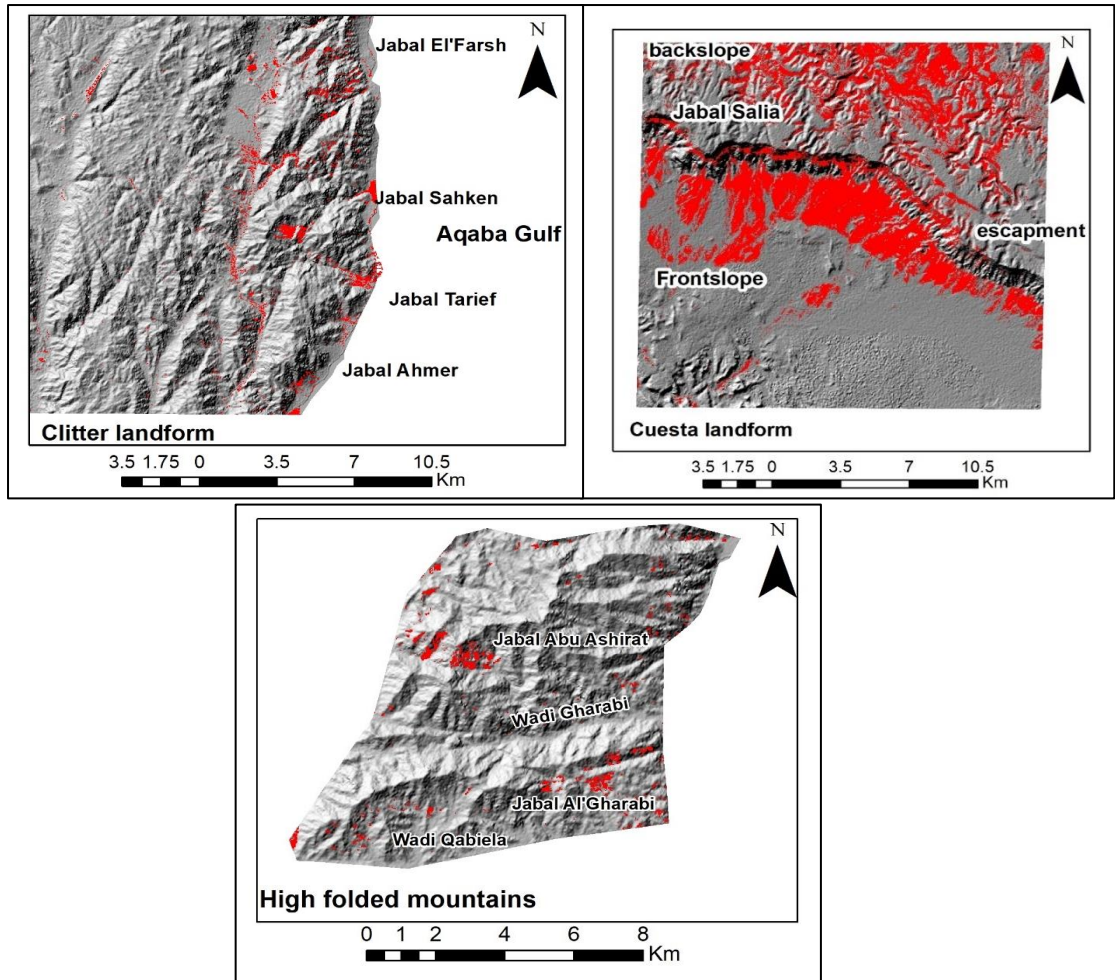 Jabal El'Farsh
N
Jabal Sahken
Aqaba Gulf
Jabal Tarief
Jabal Ahmer
Clitter landform
3.5 1.75 0 3.5 7 10.5
Km
backslope
N
Jabal Salia
escapment
Frontslope
Cuesta landform
3.5 1.75 0 3.5 7 10.5
Km
N
Jabal Abu Ashirat
Wadi Gharabi
Jabal Al'Gharabi
Wadi Qabiela
High folded mountains
0 1 2 4 6 8
Km